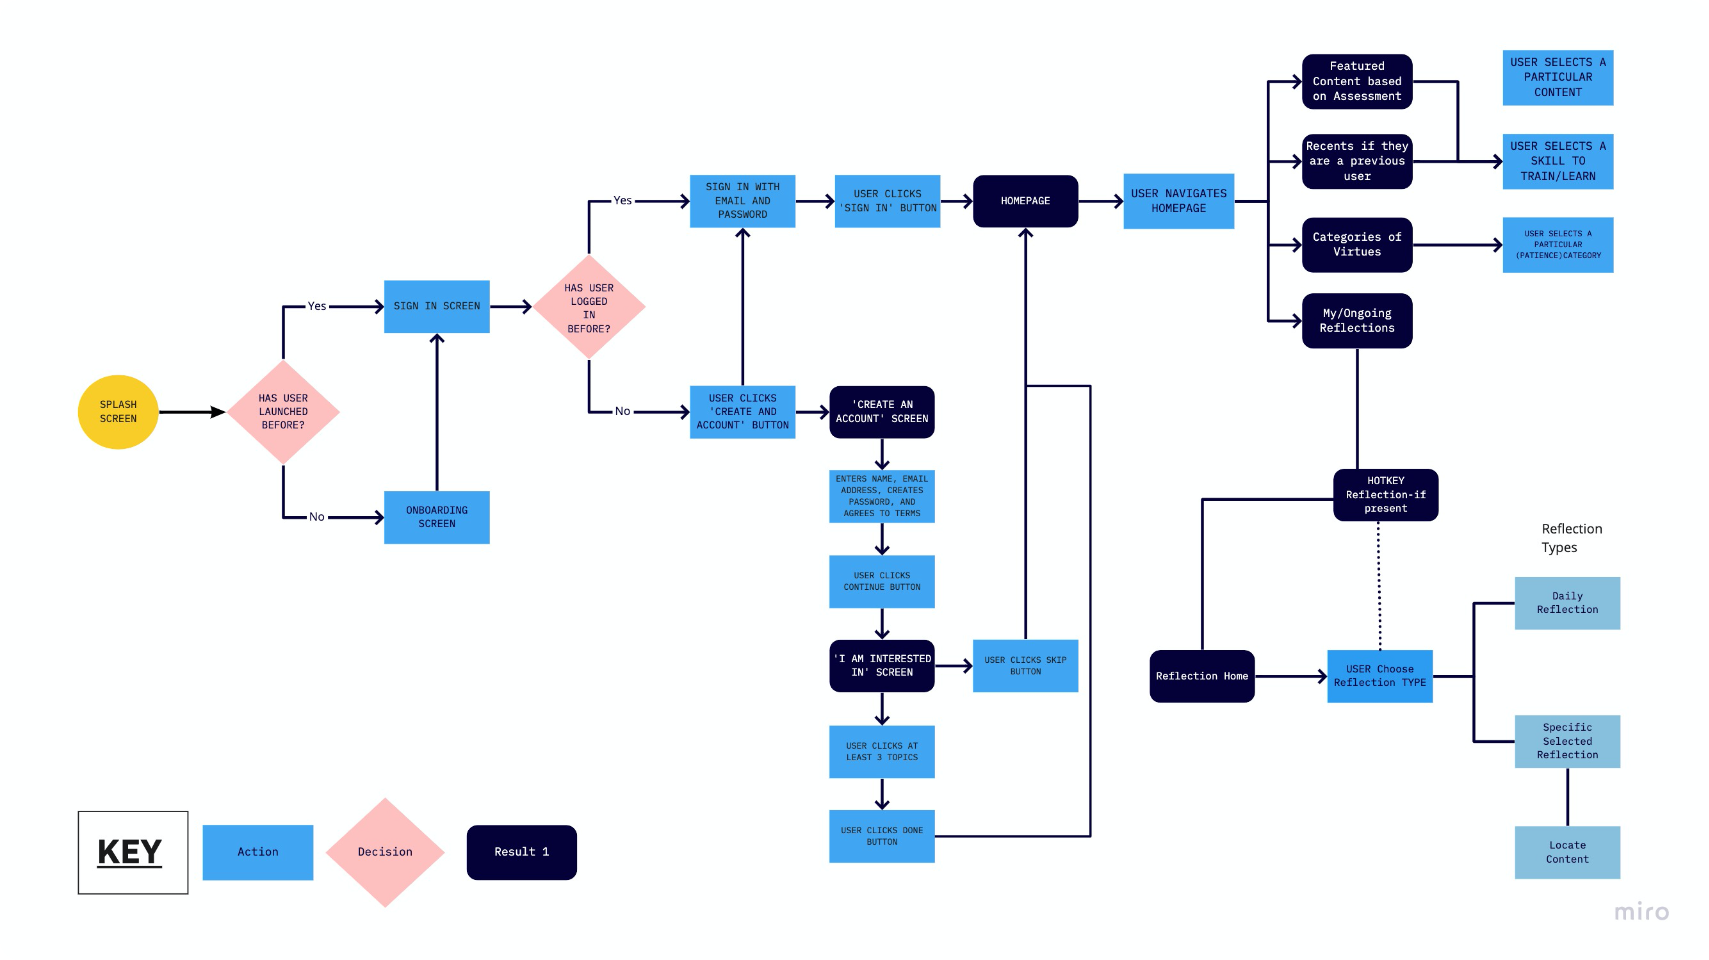 SPLASH
SCREEN
HAS USER
LAUNCHED
BEFORE?
Yes
No
SIGN IN SCREEN
ONBOARDING
SCREEN
HAS USER
LOGGED
IN
BEFORE?
Yes
No
SIGN IN WITH
EMAIL AND
PASSWORD
USER CLICKS
'SIGN IN' BUTTON
HOMEPAGE
USER NAVIGATES
HOMEPAGE
USER CLICKS
'CREATE AND
ACCOUNT' BUTTON
'CREATE AN
ACCOUNT' SCREEN
ENTERS NAME, EMAIL
ADDRESS, CREATES
PASSWORD, AND
AGREES TO TERMS
USER CLICKS
CONTINUE BUTTON
'I AM INTERESTED
IN' SCREEN
USER CLICKS SKIP
BUTTON
USER CLICKS AT
LEAST 3 TOPICS
USER CLICKS DONE
BUTTON
Featured
Content based
on Assessment
USER SELECTS A
PARTICULAR
CONTENT
Recents if they
are a previous
user
USER SELECTS A
SKILL TO
TRAIN/LEARN
Categories of
Virtues
USER SELECTS A
PARTICULAR
(PATIENCE)CATEGORY
My/Ongoing
Reflections
HOTKEY
Reflection-if
present
Reflection Home
USER Choose
Reflection TYPE
Reflection
Types
Daily
Reflection
Specific
Selected
Reflection
Locate
Content
KEY
Action
Decision
Result 1
miro